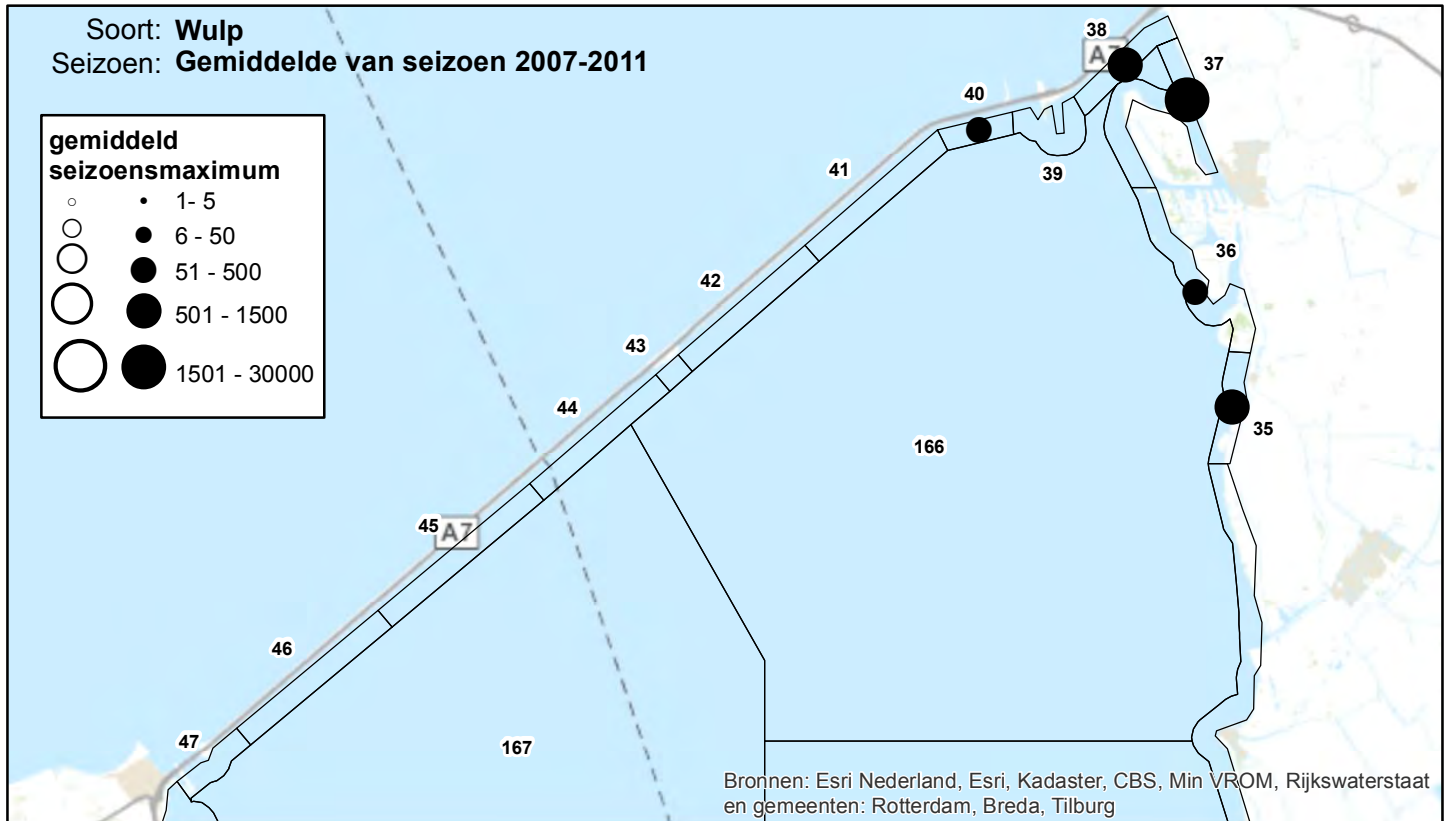 Soort: Wulp
Seizoen: Gemiddelde van seizoen 2007-2011
gemiddeld
seizoensmaximum
1- 5
6 - 50
51 - 500
501 - 1500
1501 - 30000
38
A7
37
40
41
39
36
42
43
44
35
166
45
A7
46
47
167
Bronnen: Esri Nederland, Esri, Kadaster, CBS, Min VROM, Rijkswaterstaat
en gemeenten: Rotterdam, Breda, Tilburg